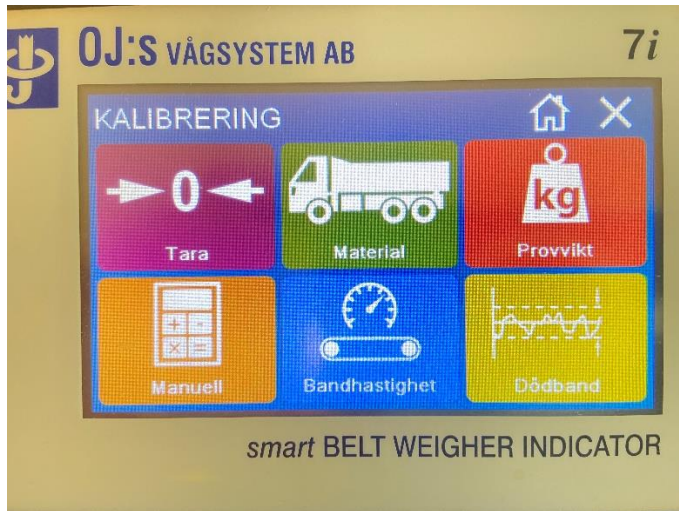 OJ:S VÅGSYSTEM AB
7i
KALIBRERING
0
Tara
Material
kg
Provvikt
Manuell
Bandhastighet
Dödband
smart BELT WEIGHER INDICATOR